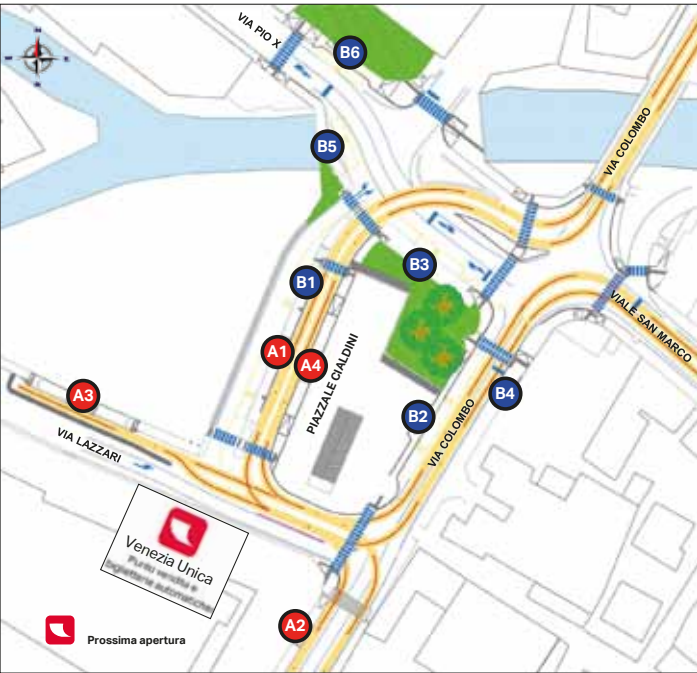 VIA PIO X
B6
N
W E
S
B5
VIA COLOMBO
B3
B1
VIALE SAN MARCO
A1
A4
PIAZZALE CIALDINI
A3
B4
B2
VIA COLOMBO
VIA LAZZARI
Venezia Unica
Punto vendita e
biglietteria automatiche
A2
Prossima apertura